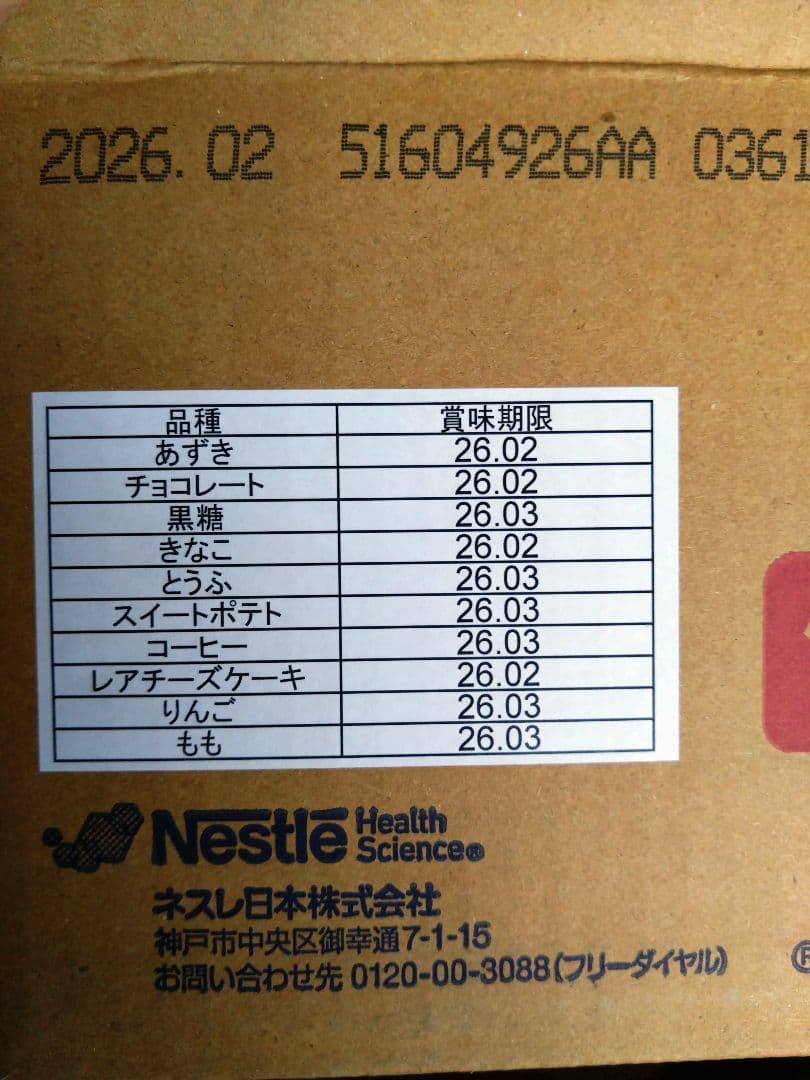 2026.02 51604926AA 0361
品種 賞味期限
あずき 26.02
チョコレート 26.02
黒糖 26.03
きなこ 26.02
とうふ 26.03
スイートポテト 26.03
コーヒー 26.03
レアチーズケーキ 26.02
りんご 26.03
もも 26.03
Nestlé Health Science®
ネスレ日本株式会社
神戸市中央区御幸通7-1-15
お問い合わせ先 0120-00-3088(フリーダイヤル)
®